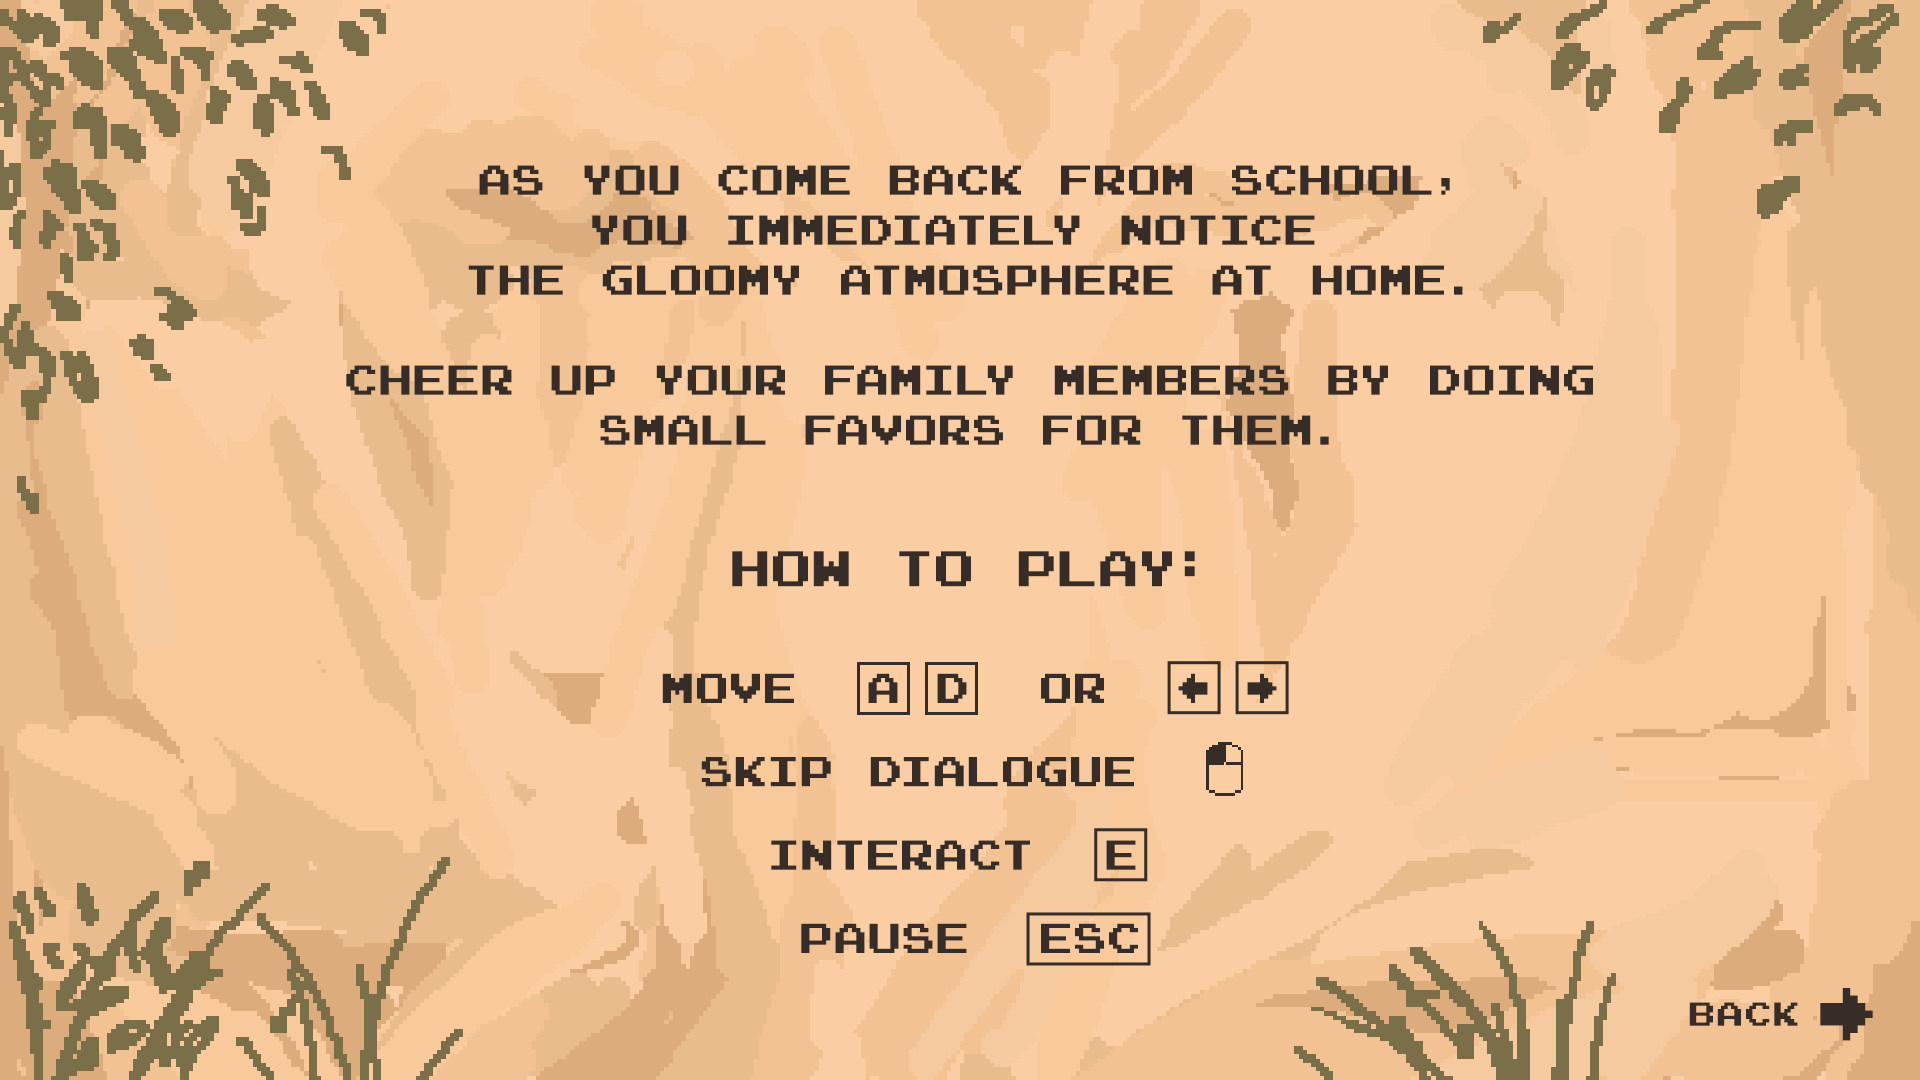 AS YOU COME BACK FROM SCHOOL,
YOU IMMEDIATELY NOTICE
THE GLOOMY ATMOSPHERE AT HOME.
CHEER UP YOUR FAMILY MEMBERS BY DOING
SMALL FAVORS FOR THEM.
HOW TO PLAY:
MOVE A D OR ← →
SKIP DIALOGUE
INTERACT E
PAUSE ESC
BACK